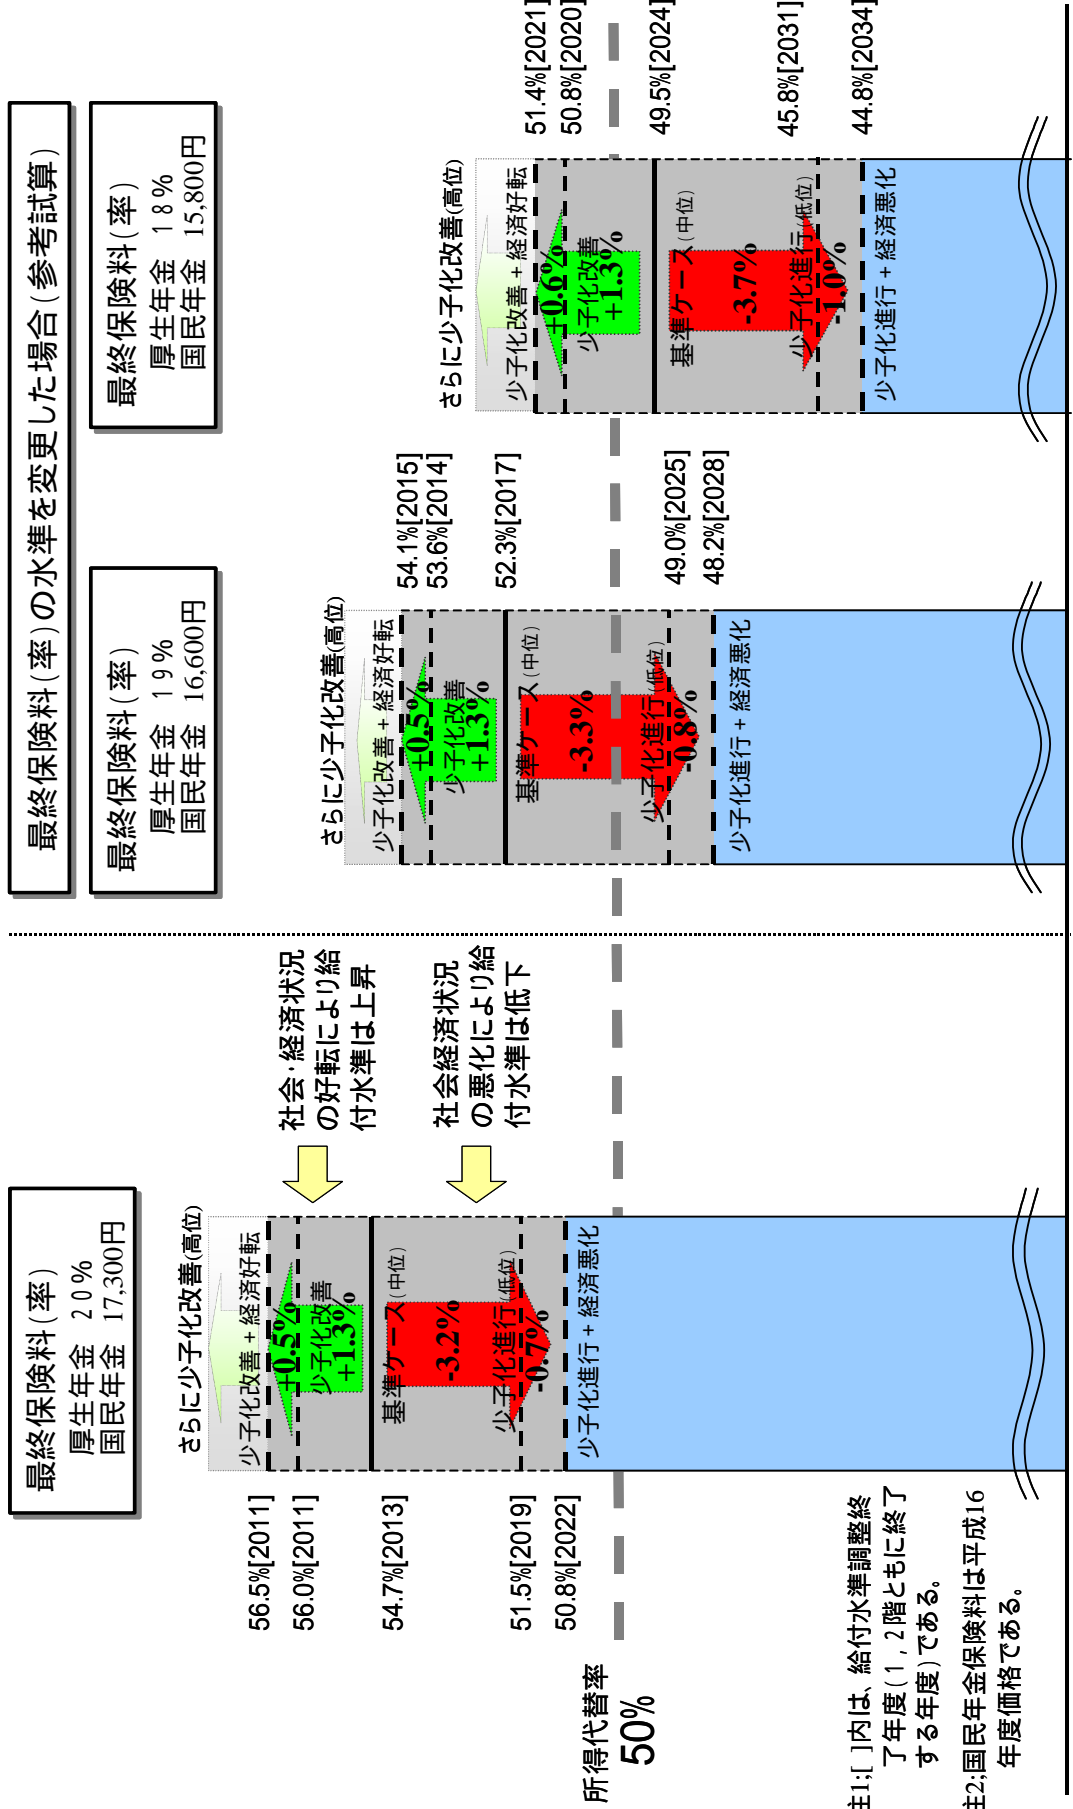 最終保険料(率)
厚生年金 20%
国民年金 17,300円
最終保険料(率)の水準を変更した場合(参考試算)
最終保険料(率)
厚生年金 19%
国民年金 16,600円
最終保険料(率)
厚生年金 18%
国民年金 15,800円
さらに少子化改善(高位)
少子化改善+経済好転
+0.5%
少子化改善
+1.3%
基準ケース(中位)
-3.2%
少子化進行(低位)
-0.7%
少子化進行+経済悪化
56.5%[2011]
56.0%[2011]
54.7%[2013]
51.5%[2019]
50.8%[2022]
所得代替率
50%
社会・経済状況
の好転により給
付水準は上昇
社会経済状況
の悪化により給
付水準は低下
さらに少子化改善(高位)
少子化改善+経済好転
+0.5%
少子化改善
+1.3%
基準ケース(中位)
-3.3%
少子化進行(低位)
-0.8%
少子化進行+経済悪化
54.1%[2015]
53.6%[2014]
52.3%[2017]
49.0%[2025]
48.2%[2028]
さらに少子化改善(高位)
少子化改善+経済好転
+0.6%
少子化改善
+1.3%
基準ケース(中位)
-3.7%
少子化進行(低位)
-1.0%
少子化進行+経済悪化
51.4%[2021]
50.8%[2020]
49.5%[2024]
45.8%[2031]
44.8%[2034]
注1;[ ]内は、給付水準調整終
了年度(1,2階ともに終了
する年度)である。
注2;国民年金保険料は平成16
年度価格である。